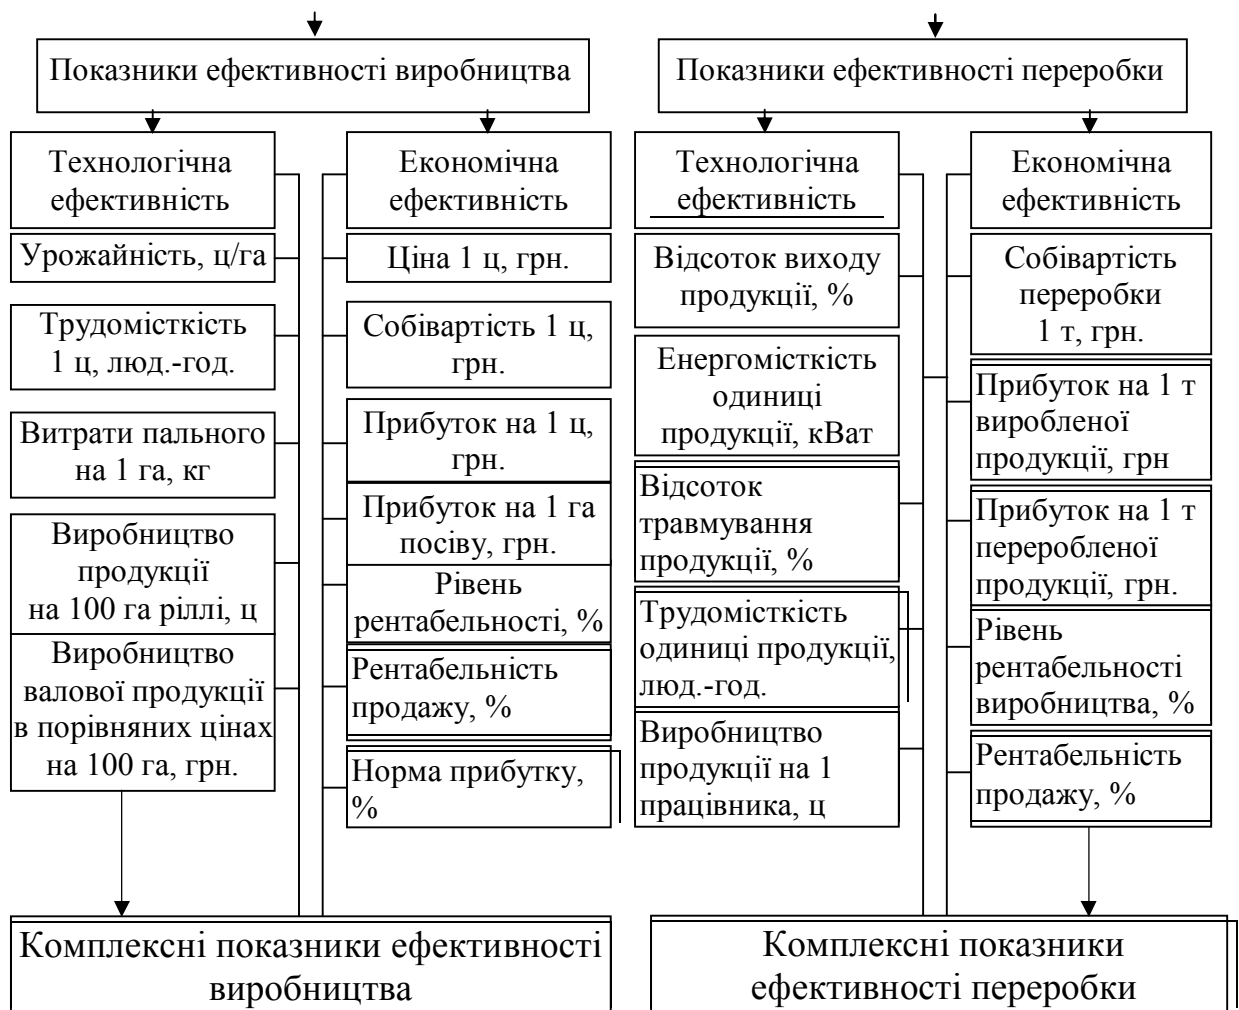 Показники ефективності виробництва
Технологічна
ефективність
Урожайність, ц/га
Трудомісткість
1 ц, люд.-год.
Витрати пального
на 1 га, кг
Виробництво
продукції
на 100 га ріллі, ц
Виробництво
валової продукції
в порівняних цінах
на 100 га, грн.
Економічна
ефективність
Ціна 1 ц, грн.
Собівартість 1 ц,
грн.
Прибуток на 1 ц,
грн.
Прибуток на 1 га
посіву, грн.
Рівень
рентабельності, %
Рентабельність
продажу, %
Норма прибутку,
%
Комплексні показники ефективності
виробництва
Показники ефективності переробки
Технологічна
ефективність
Відсоток виходу
продукції, %
Енергомісткість
одиниці
продукції, кВат
Відсоток
травмування
продукції, %
Трудомісткість
одиниці продукції,
люд.-год.
Виробництво
продукції на 1
працівника, ц
Економічна
ефективність
Собівартість
переробки
1 т, грн.
Прибуток на 1 т
виробленої
продукції, грн
Прибуток на 1 т
переробленої
продукції, грн.
Рівень
рентабельності
виробництва, %
Рентабельність
продажу, %
Комплексні показники
ефективності переробки